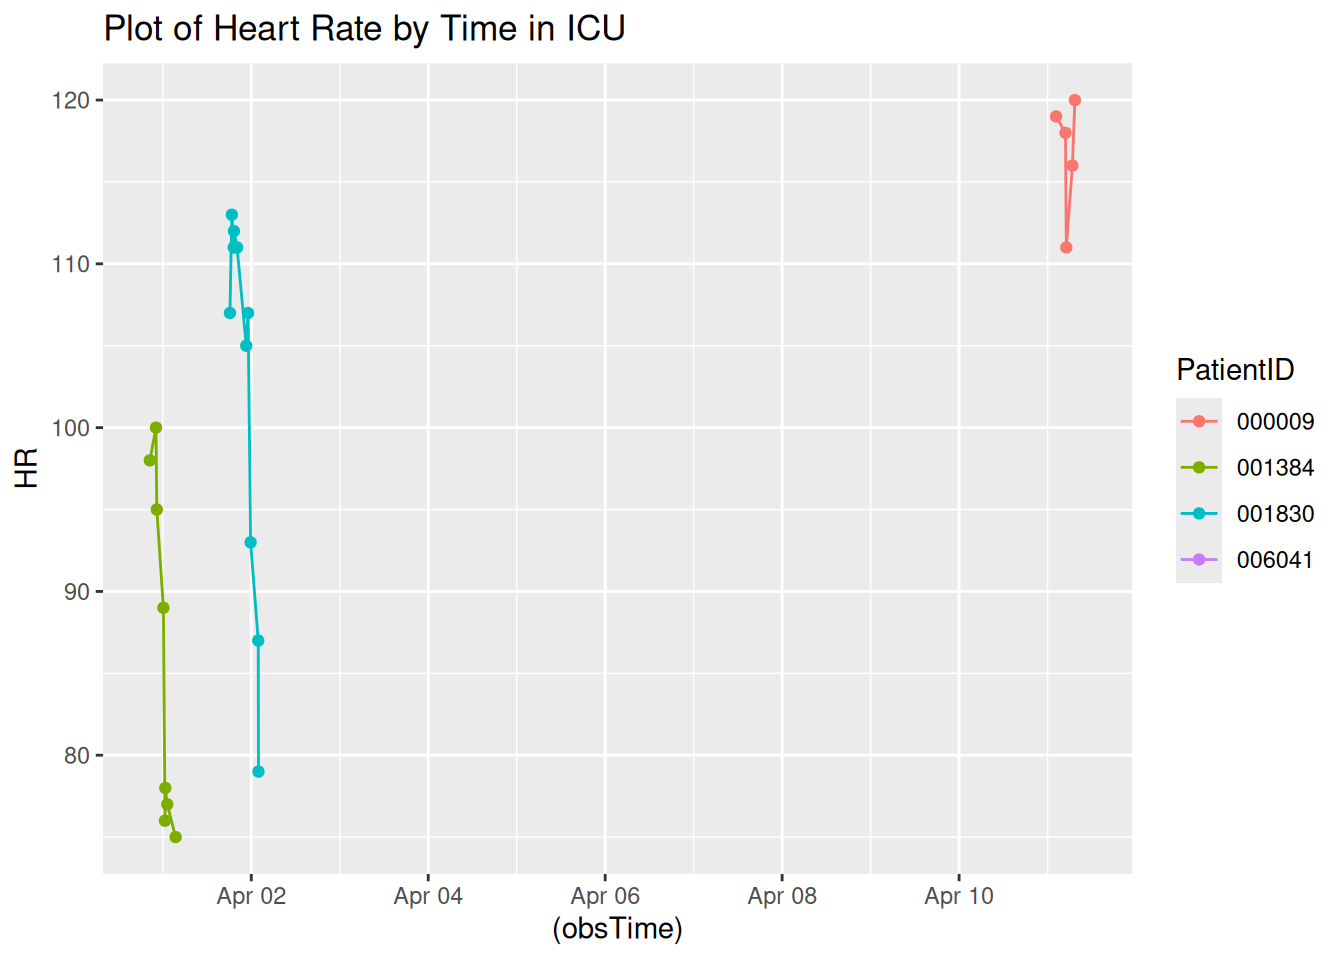 Plot of Heart Rate by Time in ICU
120
110
100
90
80
HR
Apr 02
Apr 04
Apr 06
Apr 08
Apr 10
(obsTime)
PatientID
000009
001384
001830
006041